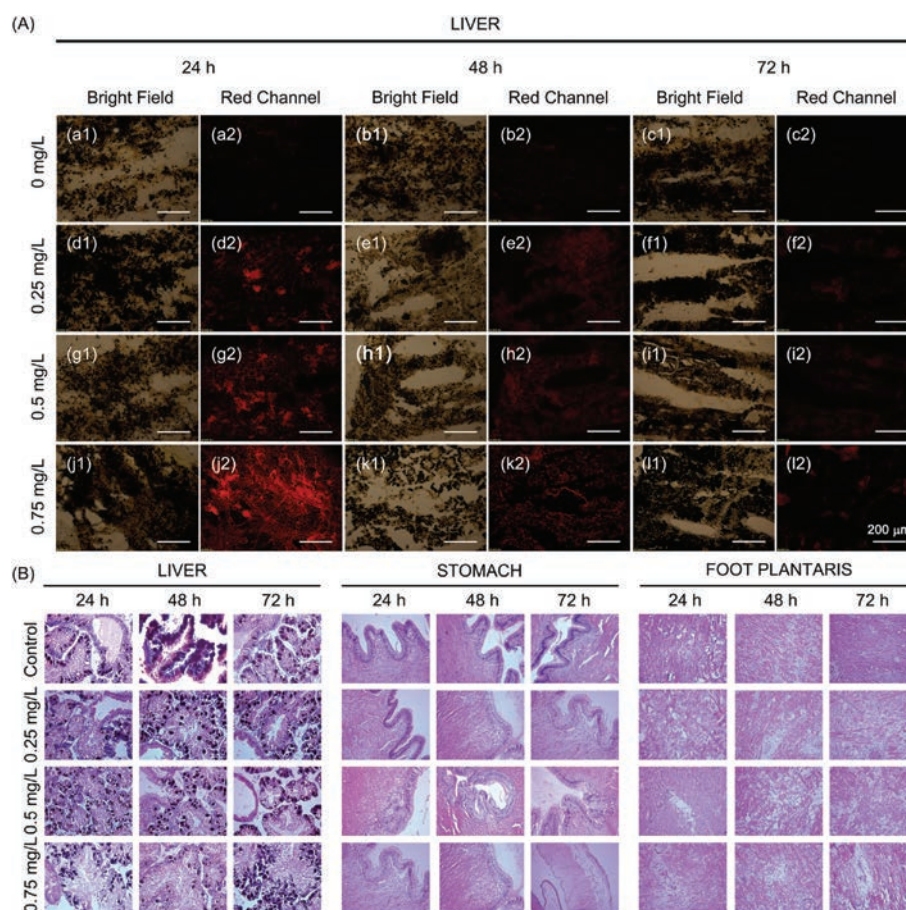 (A)
LIVER
24 h 48 h 72 h
Bright Field Red Channel Bright Field Red Channel Bright Field Red Channel
0 mg/L (a1) (a2) (b1) (b2) (c1) (c2)
0.25 mg/L (d1) (d2) (e1) (e2) (f1) (f2)
0.5 mg/L (g1) (g2) (h1) (h2) (i1) (i2)
0.75 mg/L (j1) (j2) (k1) (k2) (l1) (l2)
200 μm
(B) LIVER STOMACH FOOT PLANTARIS
24 h 48 h 72 h 24 h 48 h 72 h 24 h 48 h 72 h
Control
0.25 mg/L
0.5 mg/L
0.75 mg/L